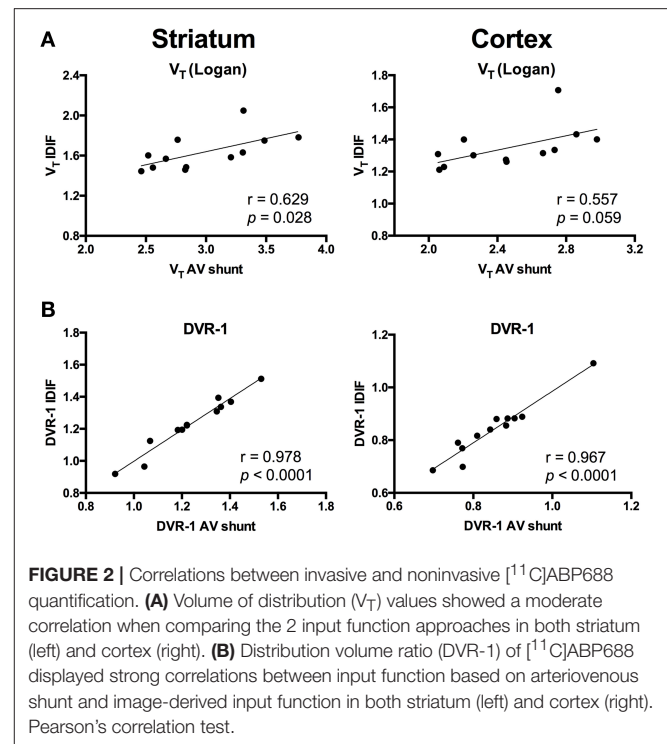 A
Striatum
Cortex
V_T (Logan)
V_T (Logan)
2.4
2.0
1.6
1.2
0.8
V_T IDIF
2.0 2.5 3.0 3.5 4.0
V_T AV shunt
r = 0.629
p = 0.028
1.8
1.6
1.4
1.2
1.0
0.8
V_T IDIF
2.0 2.4 2.8 3.2
V_T AV shunt
r = 0.557
p = 0.059
B
DVR-1
DVR-1
1.8
1.6
1.4
1.2
1.0
0.8
DVR-1 IDIF
0.8 1.0 1.2 1.4 1.6 1.8
DVR-1 AV shunt
r = 0.978
p < 0.0001
1.2
1.0
0.8
0.6
DVR-1 IDIF
0.6 0.8 1.0 1.2
DVR-1 AV shunt
r = 0.967
p < 0.0001
FIGURE 2 | Correlations between invasive and noninvasive [¹¹C]ABP688
quantification. (A) Volume of distribution (V_T) values showed a moderate
correlation when comparing the 2 input function approaches in both striatum
(left) and cortex (right). (B) Distribution volume ratio (DVR-1) of [¹¹C]ABP688
displayed strong correlations between input function based on arteriovenous
shunt and image-derived input function in both striatum (left) and cortex (right).
Pearson's correlation test.